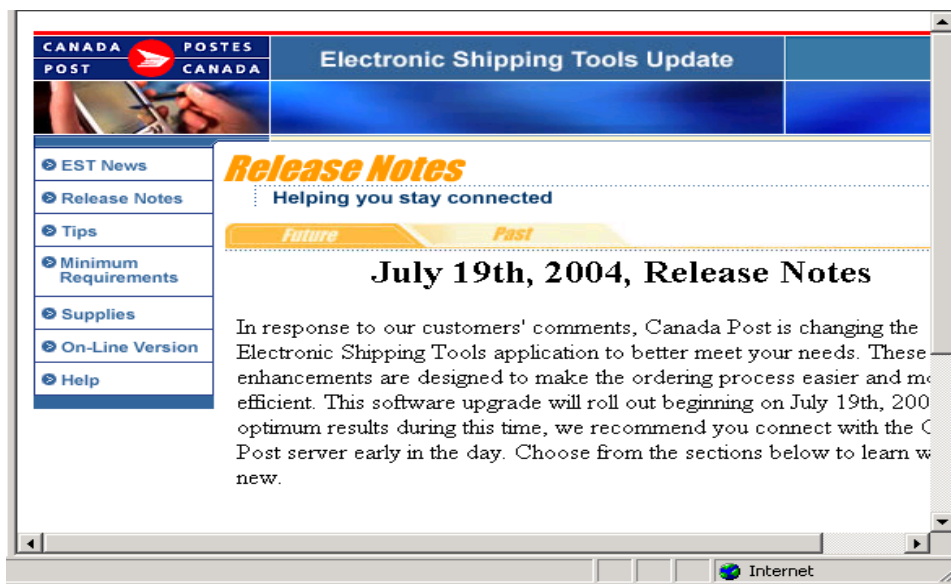 CANADA POSTES
POST CANADA
Electronic Shipping Tools Update
EST News
Release Notes
Tips
Minimum
Requirements
Supplies
On-Line Version
Help
Release Notes
Helping you stay connected
Future Past
July 19th, 2004, Release Notes
In response to our customers' comments, Canada Post is changing the
Electronic Shipping Tools application to better meet your needs. These
enhancements are designed to make the ordering process easier and
efficient. This software upgrade will roll out beginning on July 19th,
optimum results during this time, we recommend you connect with the
Post server early in the day. Choose from the sections below to learn
new.
Internet